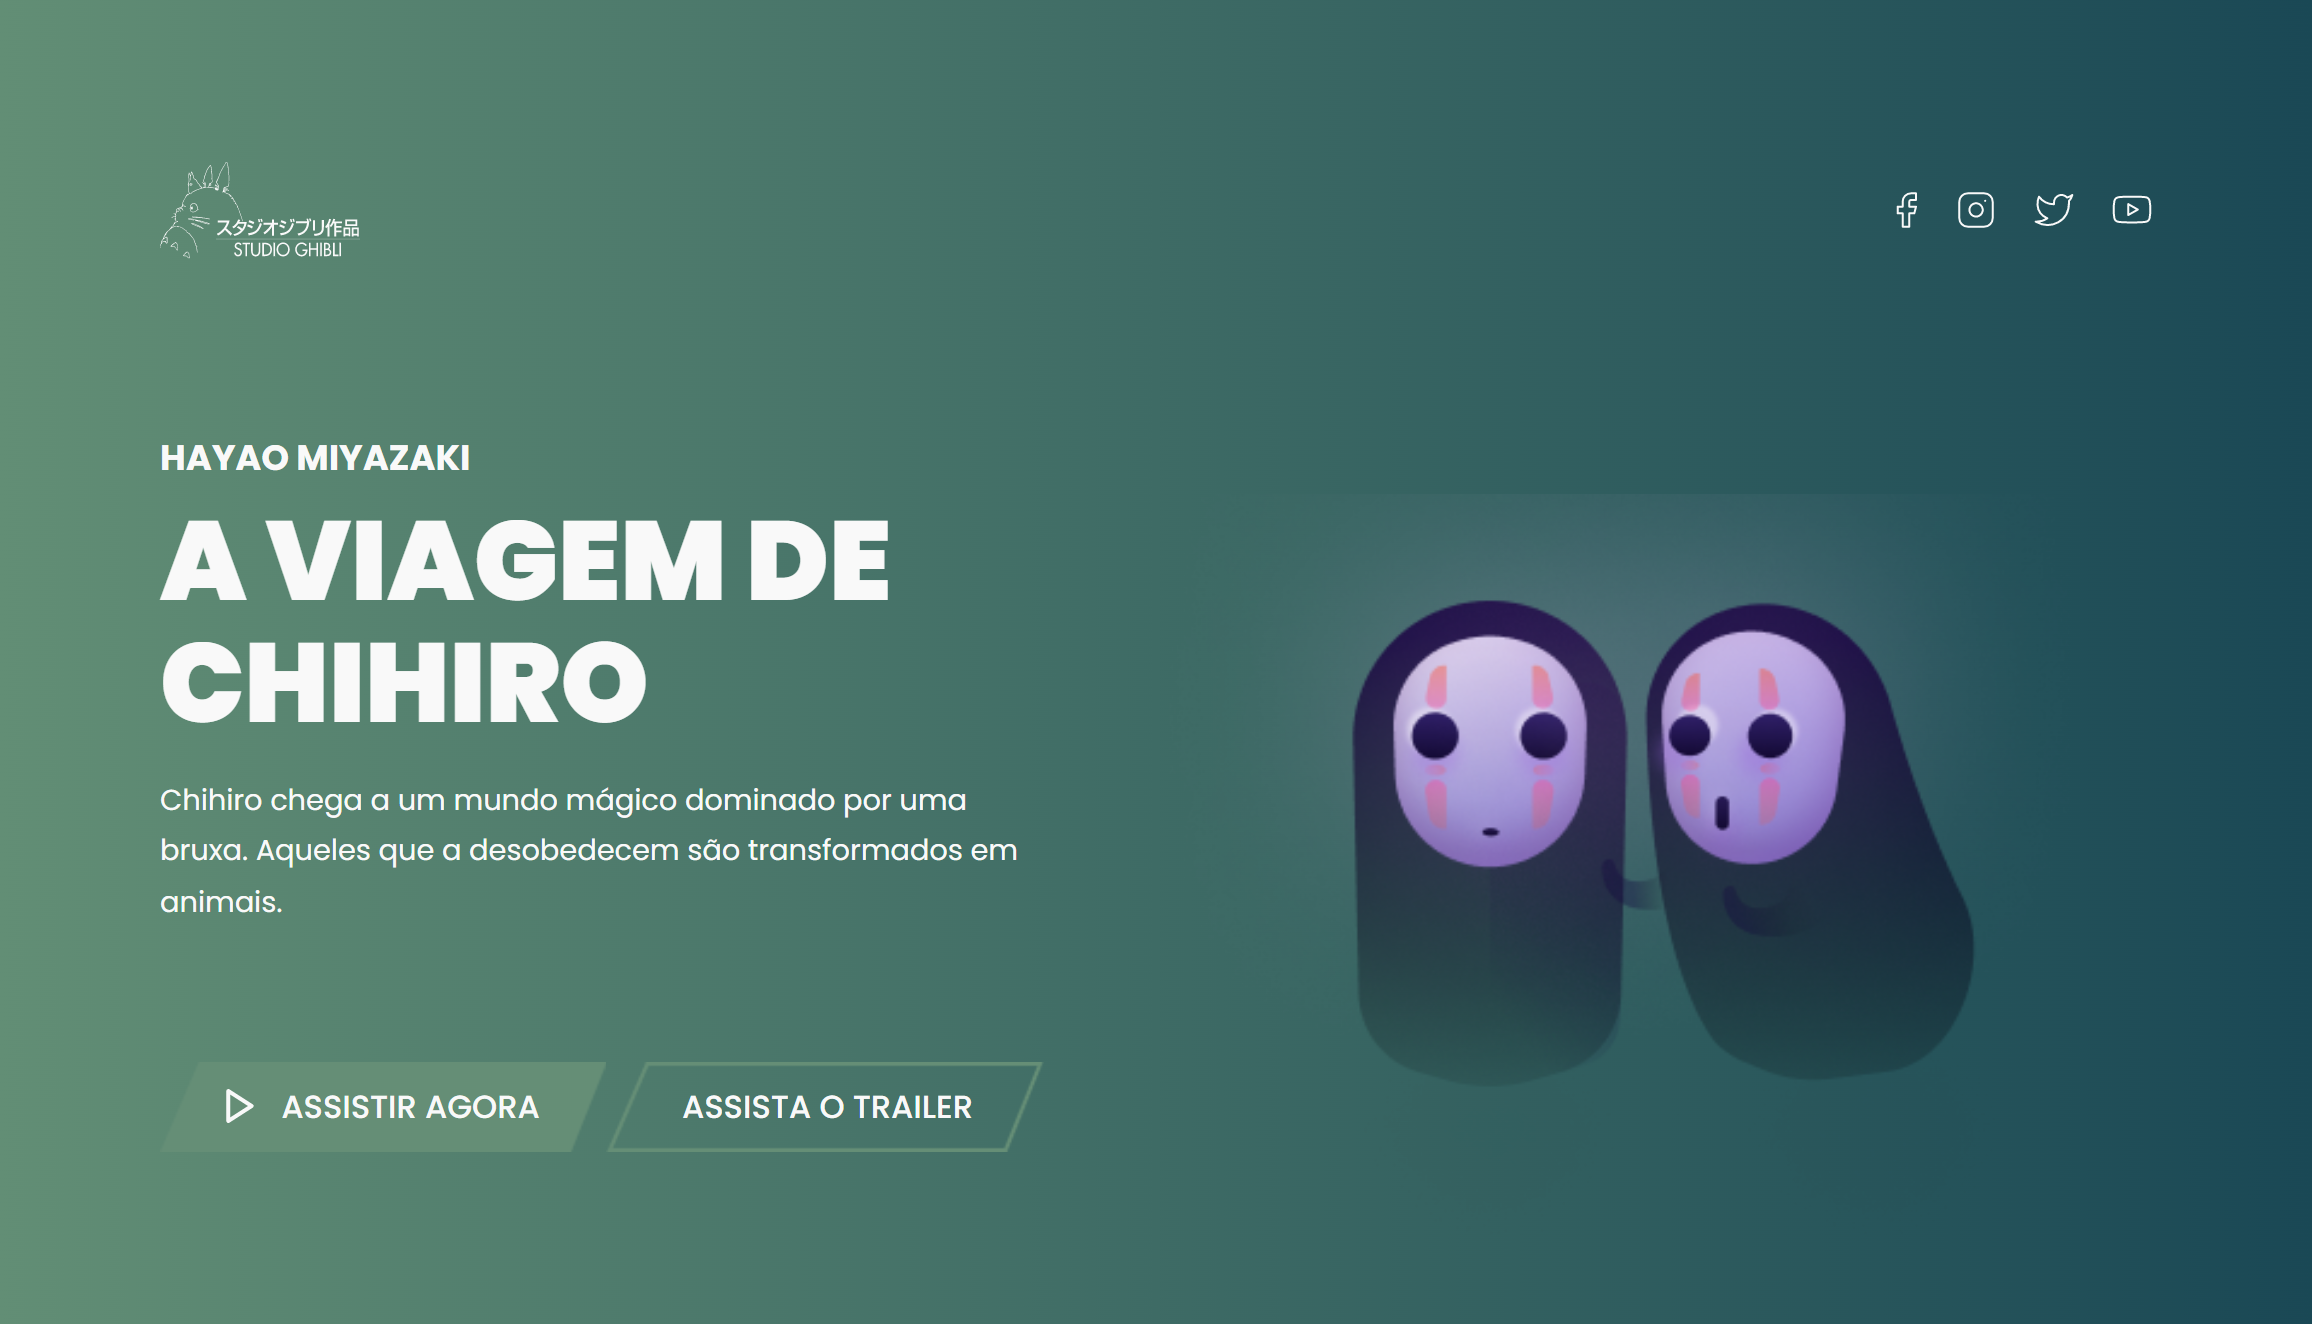 スタジオジブリ作品
STUDIO GHIBLI
HAYAO MIYAZAKI
A VIAGEM DE
CHIHIRO
Chihiro chega a um mundo mágico dominado por uma
bruxa. Aqueles que a desobedecem são transformados em
animais.
ASSISTIR AGORA
ASSISTA O TRAILER